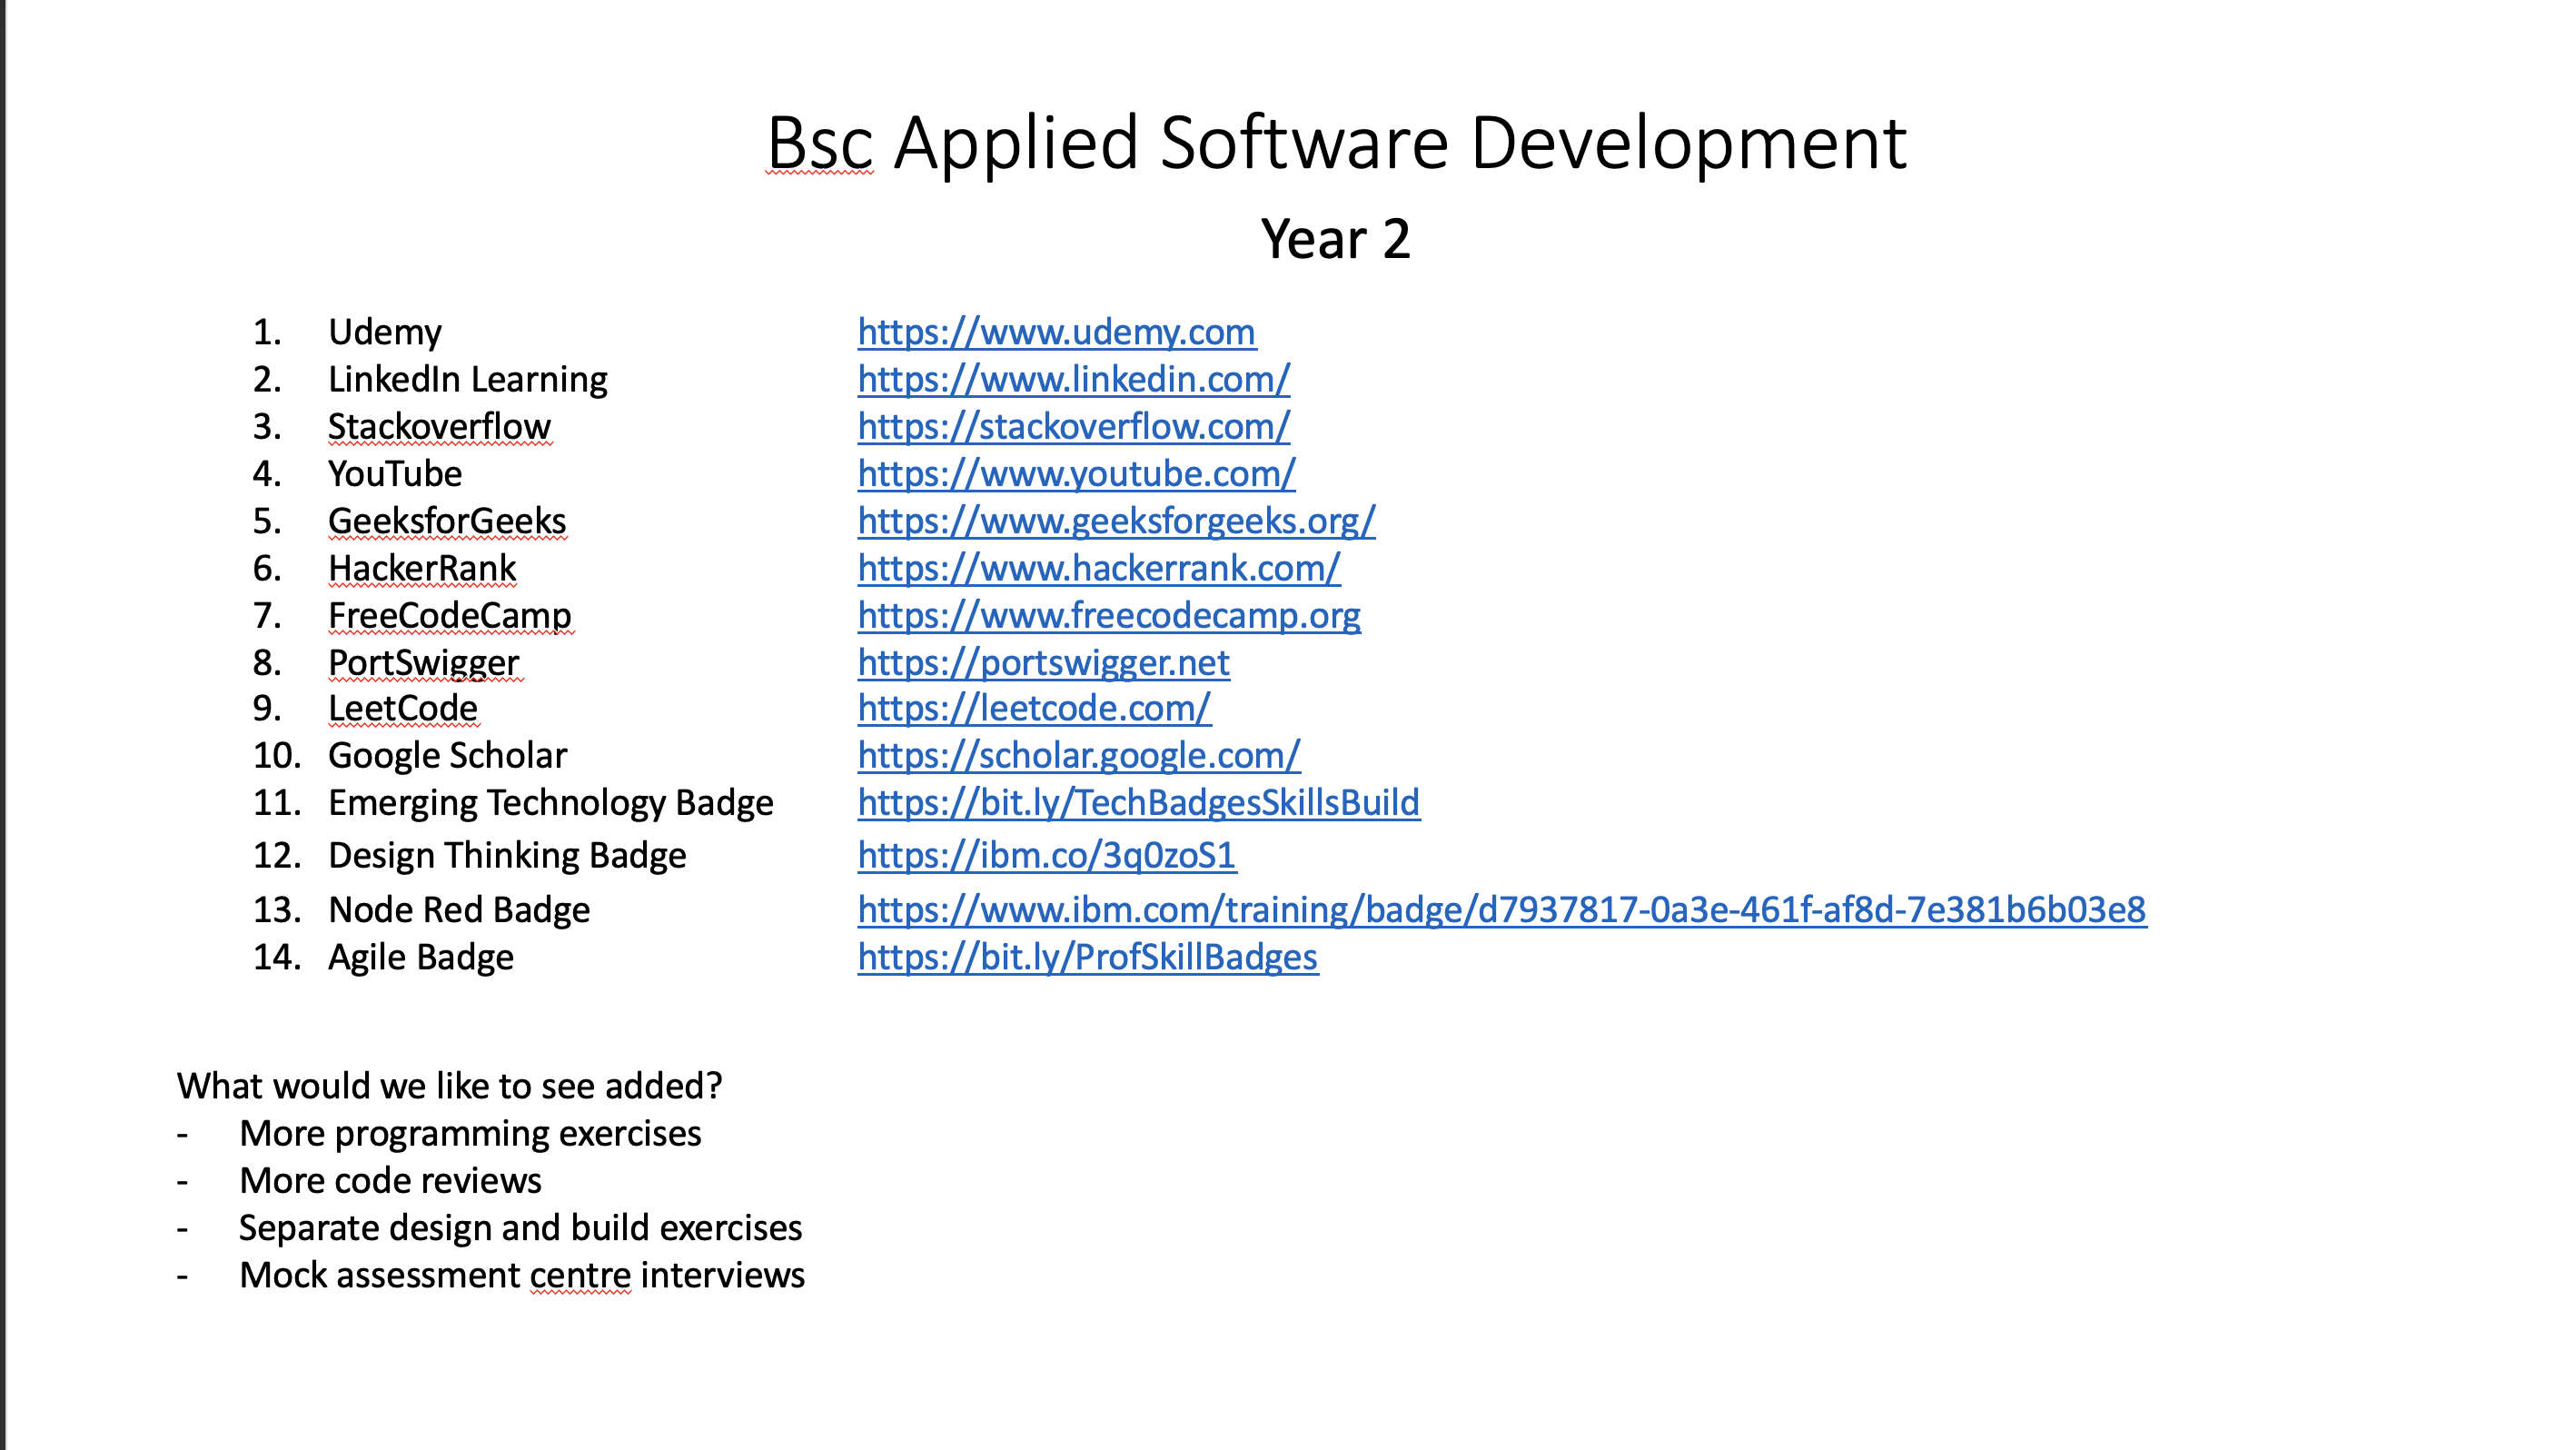 Bsc Applied Software Development
Year 2
1. Udemy https://www.udemy.com
2. LinkedIn Learning https://www.linkedin.com/
3. Stackoverflow https://stackoverflow.com/
4. YouTube https://www.youtube.com/
5. GeeksforGeeks https://www.geeksforgeeks.org/
6. HackerRank https://www.hackerrank.com/
7. FreeCodeCamp https://www.freecodecamp.org
8. PortSwigger https://portswigger.net
9. LeetCode https://leetcode.com/
10. Google Scholar https://scholar.google.com/
11. Emerging Technology Badge https://bit.ly/TechBadgesSkillsBuild
12. Design Thinking Badge https://ibm.co/3q0zoS1
13. Node Red Badge https://www.ibm.com/training/badge/d7937817-0a3e-461f-af8d-7e381b6b03e8
14. Agile Badge https://bit.ly/ProfSkillBadges
What would we like to see added?
- More programming exercises
- More code reviews
- Separate design and build exercises
- Mock assessment centre interviews